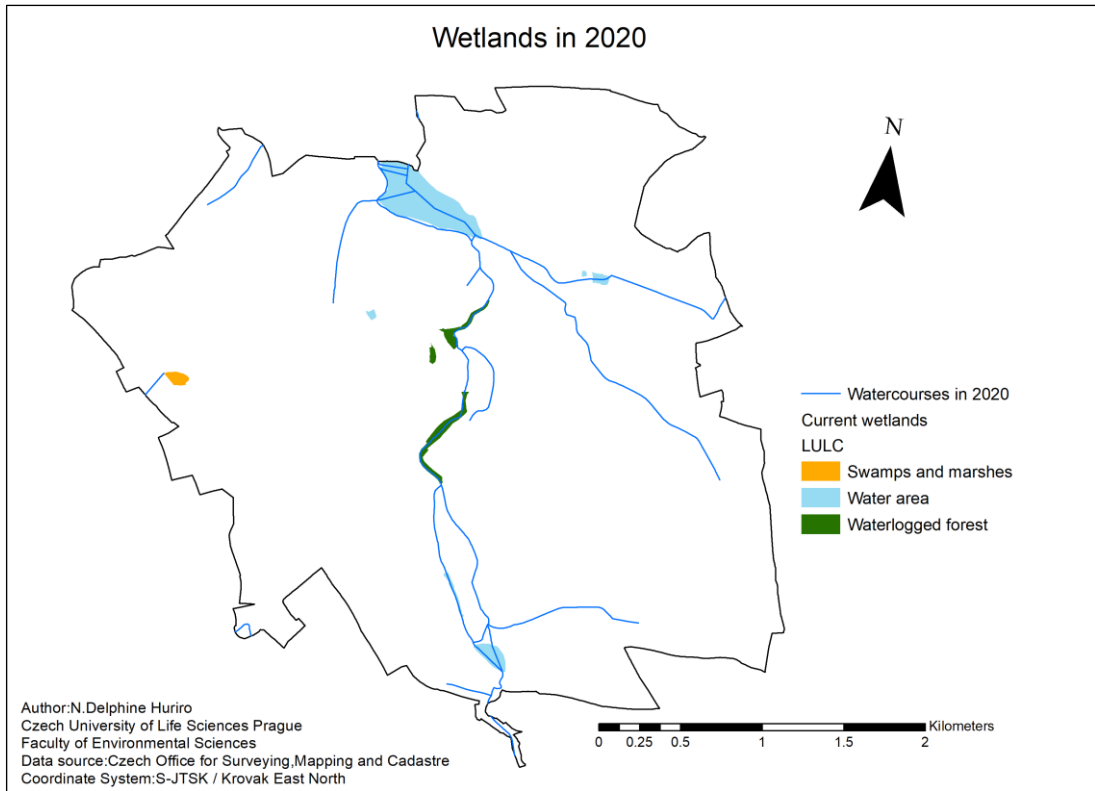 Wetlands in 2020
N
Watercourses in 2020
Current wetlands
LULC
Swamps and marshes
Water area
Waterlogged forest
Author:N.Delphine Huriro
Czech University of Life Sciences Prague
Faculty of Environmental Sciences
Data source:Czech Office for Surveying,Mapping and Cadastre
Coordinate System:S-JTSK / Krovak East North
Kilometers
0 0.25 0.5 1 1.5 2